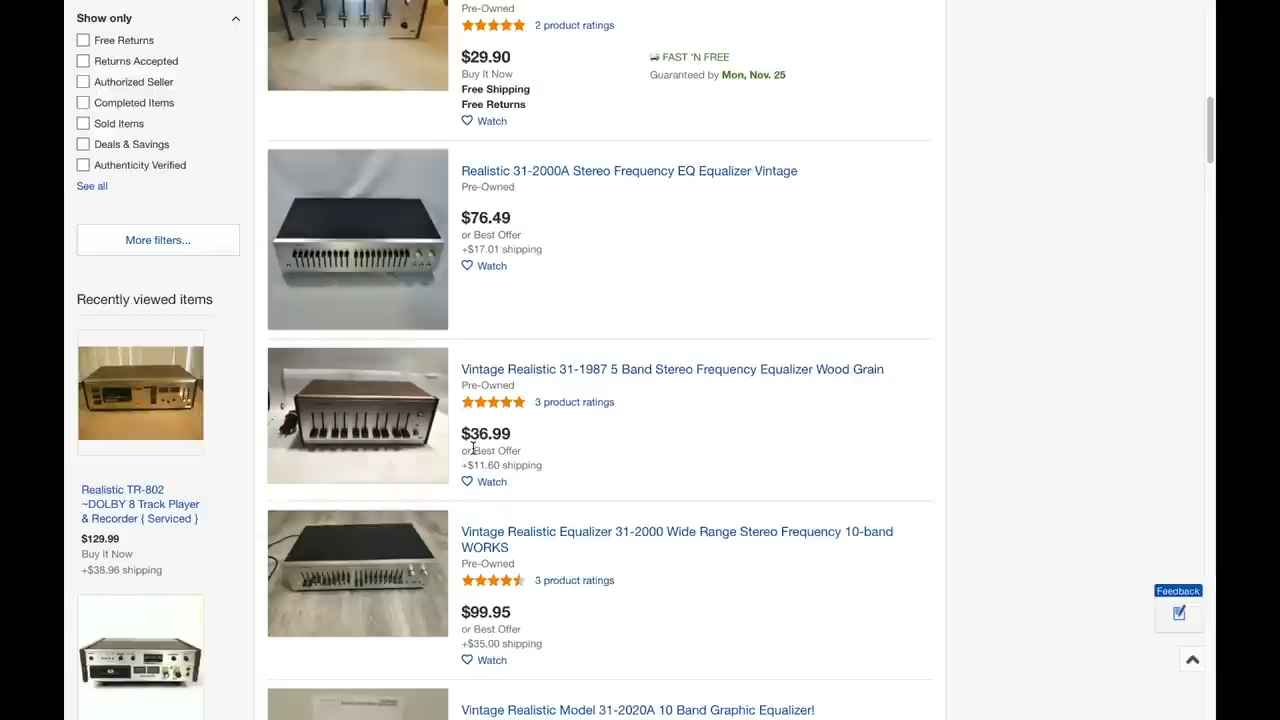 Show only
Free Returns
Returns Accepted
Authorized Seller
Completed Items
Sold Items
Deals & Savings
Authenticity Verified
See all
More filters...
Recently viewed items
Realistic TR-802
~DOLBY 8 Track Player
& Recorder { Serviced }
$129.99
Buy It Now
+$38.96 shipping
Pre-Owned
2 product ratings
$29.90
Buy It Now
Free Shipping
Free Returns
Watch
FAST 'N FREE
Guaranteed by Mon, Nov. 25
Realistic 31-2000A Stereo Frequency EQ Equalizer Vintage
Pre-Owned
$76.49
or Best Offer
+$17.01 shipping
Watch
Vintage Realistic 31-1987 5 Band Stereo Frequency Equalizer Wood Grain
Pre-Owned
3 product ratings
$36.99
or Best Offer
+$11.60 shipping
Watch
Vintage Realistic Equalizer 31-2000 Wide Range Stereo Frequency 10-band
WORKS
Pre-Owned
3 product ratings
$99.95
or Best Offer
+$35.00 shipping
Watch
Vintage Realistic Model 31-2020A 10 Band Graphic Equalizer!
Feedback